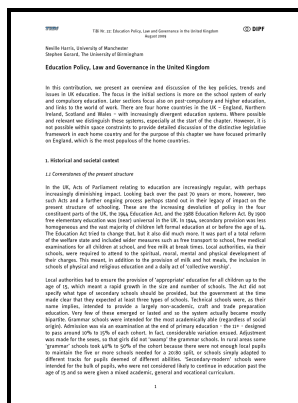 TiBi Nr. 22: Education Policy, Law and Governance in the United Kingdom
August 2009
DIPF
Neville Harris, University of Manchester
Stephen Gorard, The University of Birmingham
Education Policy, Law and Governance in the United Kingdom
In this contribution, we present an overview and discussion of the key policies, trends and
issues in UK education. The focus in the initial sections is more on the school system of early
and compulsory education. Later sections focus also on post-compulsory and higher education,
and links to the world of work. There are four home countries in the UK – England, Northern
Ireland, Scotland and Wales – with increasingly divergent education systems. Where possible
and relevant we distinguish these systems, especially at the start of the chapter. However, it is
not possible within space constraints to provide detailed discussion of the distinctive legislative
framework in each home country and for the purpose of this chapter we have focused primarily
on England, which is the most populous of the home countries.
1. Historical and societal context
1.1 Cornerstones of the present structure
In the UK, Acts of Parliament relating to education are increasingly regular, with perhaps
increasingly diminishing impact. Looking back over the past 70 years or more, however, two
such Acts and a further ongoing process perhaps stand out in their legacy of impact on the
present structure of schooling. These are the increasing devolution of policy in the four
constituent parts of the UK, the 1944 Education Act, and the 1988 Education Reform Act. By 1900
free elementary education was (near) universal in the UK. In 1944, secondary provision was less
homogenous and the vast majority of children left formal education at or before the age of 14.
The Education Act tried to change that, but it also did much more. It was part of a total reform
of the welfare state and included wider measures such as free transport to school, free medical
examinations for all children at school, and free milk at break times. Local authorities, via their
schools, were required to attend to the spiritual, moral, mental and physical development of
their charges. This meant, in addition to the provision of milk and hot meals, the inclusion in
schools of physical and religious education and a daily act of 'collective worship'.
Local authorities had to ensure the provision of 'appropriate' education for all children up to the
age of 15, which meant a rapid growth in the size and number of schools. The Act did not
specify what type of secondary schools should be provided, but the government at the time
made clear that they expected at least three types of schools. Technical schools were, as their
name implies, intended to provide a largely non-academic, craft and trade preparation
education. Very few of these emerged or lasted and so the system actually became mostly
bipartite. Grammar schools were intended for the most academically able (regardless of social
origin). Admission was via an examination at the end of primary education – the 11+ – designed
to pass around 10% to 15% of each cohort. In fact, considerable variation ensued. Adjustment
was made for the sexes, so that girls did not 'swamp' the grammar schools. In rural areas some
'grammar' schools took 40% to 50% of the cohort because there were not enough local pupils
to maintain the five or more schools needed for a 20:80 split, or schools simply adapted to
different tracks for pupils deemed of different abilities. 'Secondary-modern' schools were
intended for the bulk of pupils, who were not considered likely to continue in education past the
age of 15 and so were given a mixed academic, general and vocational curriculum.
1